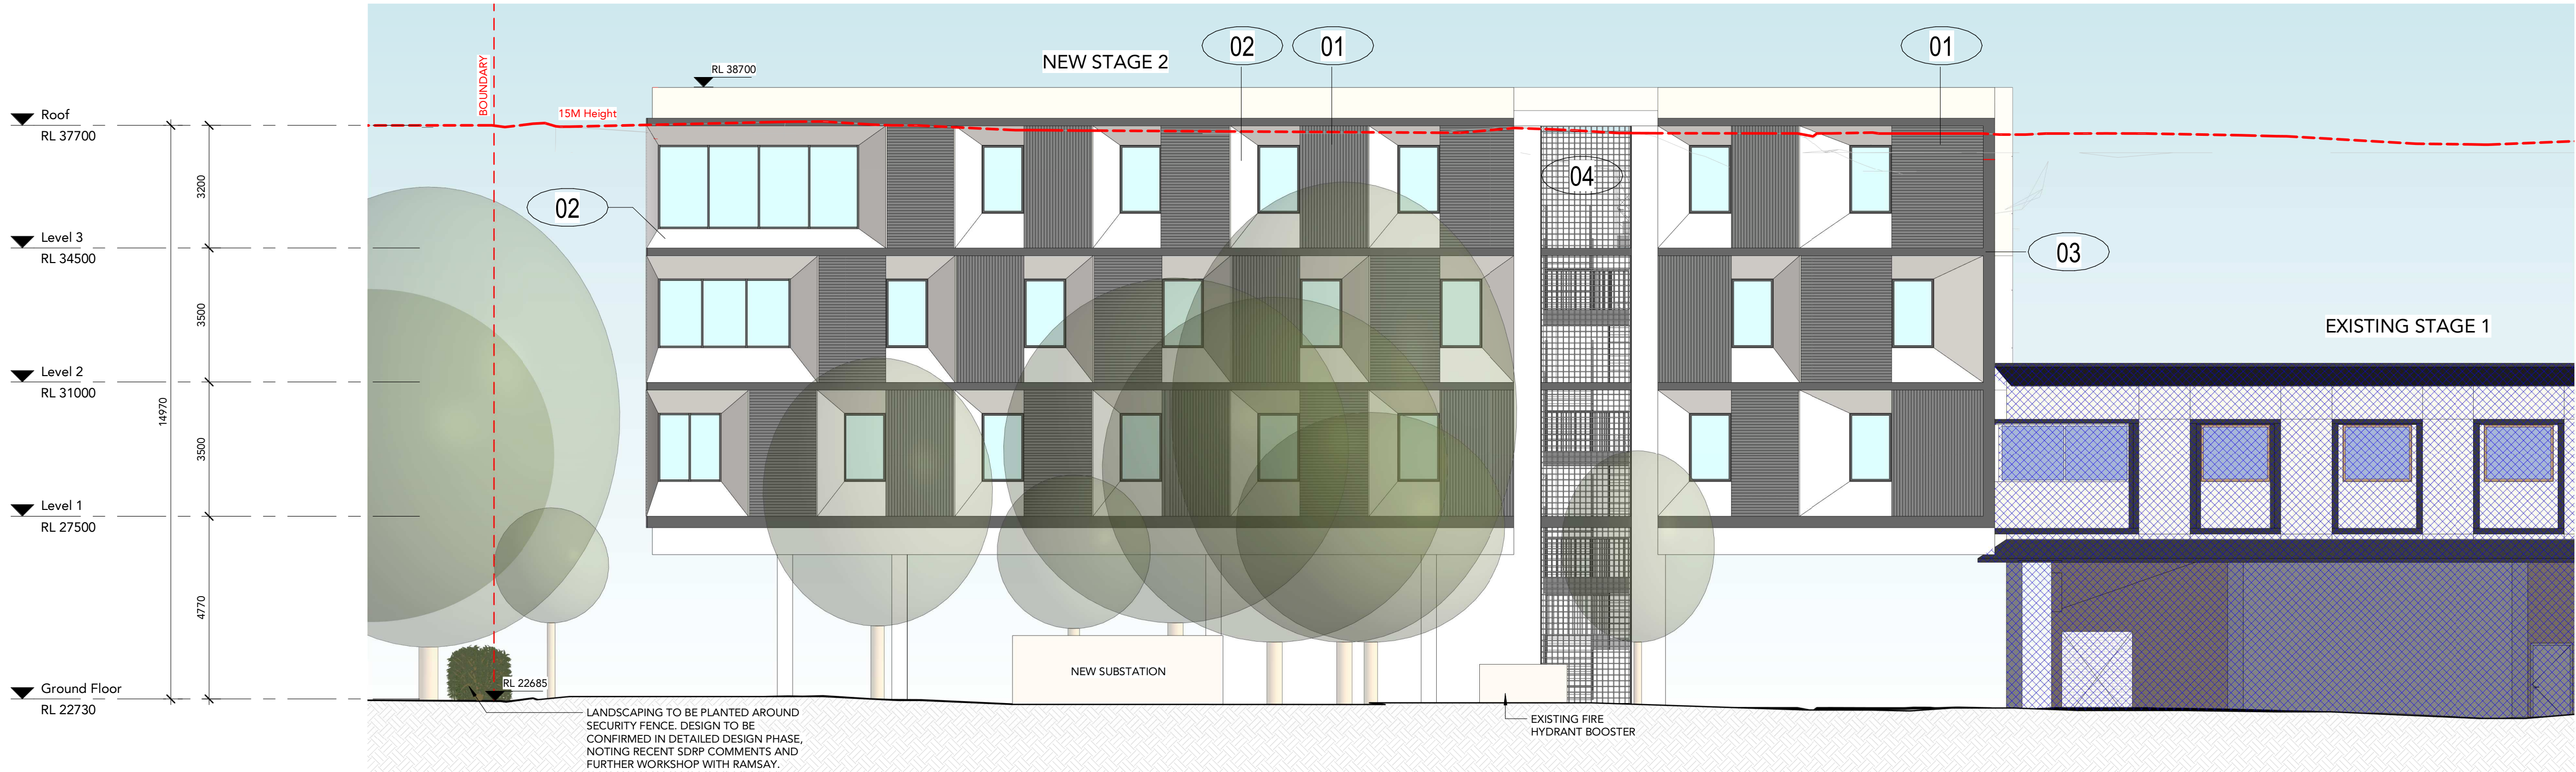 NEW STAGE 2
02
01
01
BOUNDARY
RL 38700
15M Height
Roof
RL 37700
3200
04
02
Level 3
RL 34500
03
3500
EXISTING STAGE 1
Level 2
RL 31000
14970
3500
Level 1
RL 27500
4770
NEW SUBSTATION
Ground Floor
RL 22730
RL 22685
LANDSCAPING TO BE PLANTED AROUND
SECURITY FENCE. DESIGN TO BE
CONFIRMED IN DETAILED DESIGN PHASE,
NOTING RECENT SDRP COMMENTS AND
FURTHER WORKSHOP WITH RAMSAY.
EXISTING FIRE
HYDRANT BOOSTER